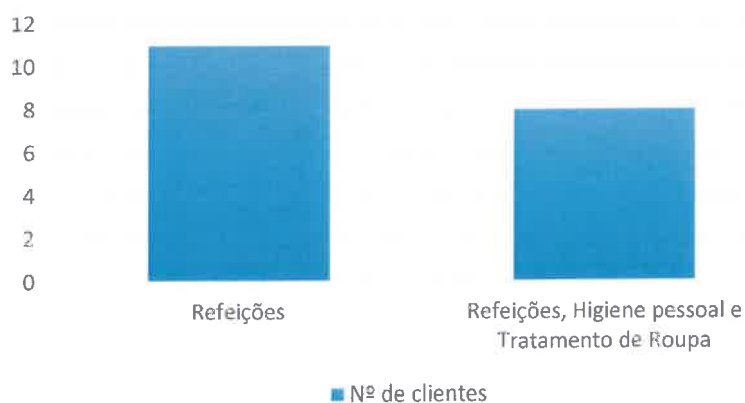 12
10
8
6
4
2
0
Refeições
Refeições, Higiene pessoal e
Tratamento de Roupa
Nº de clientes